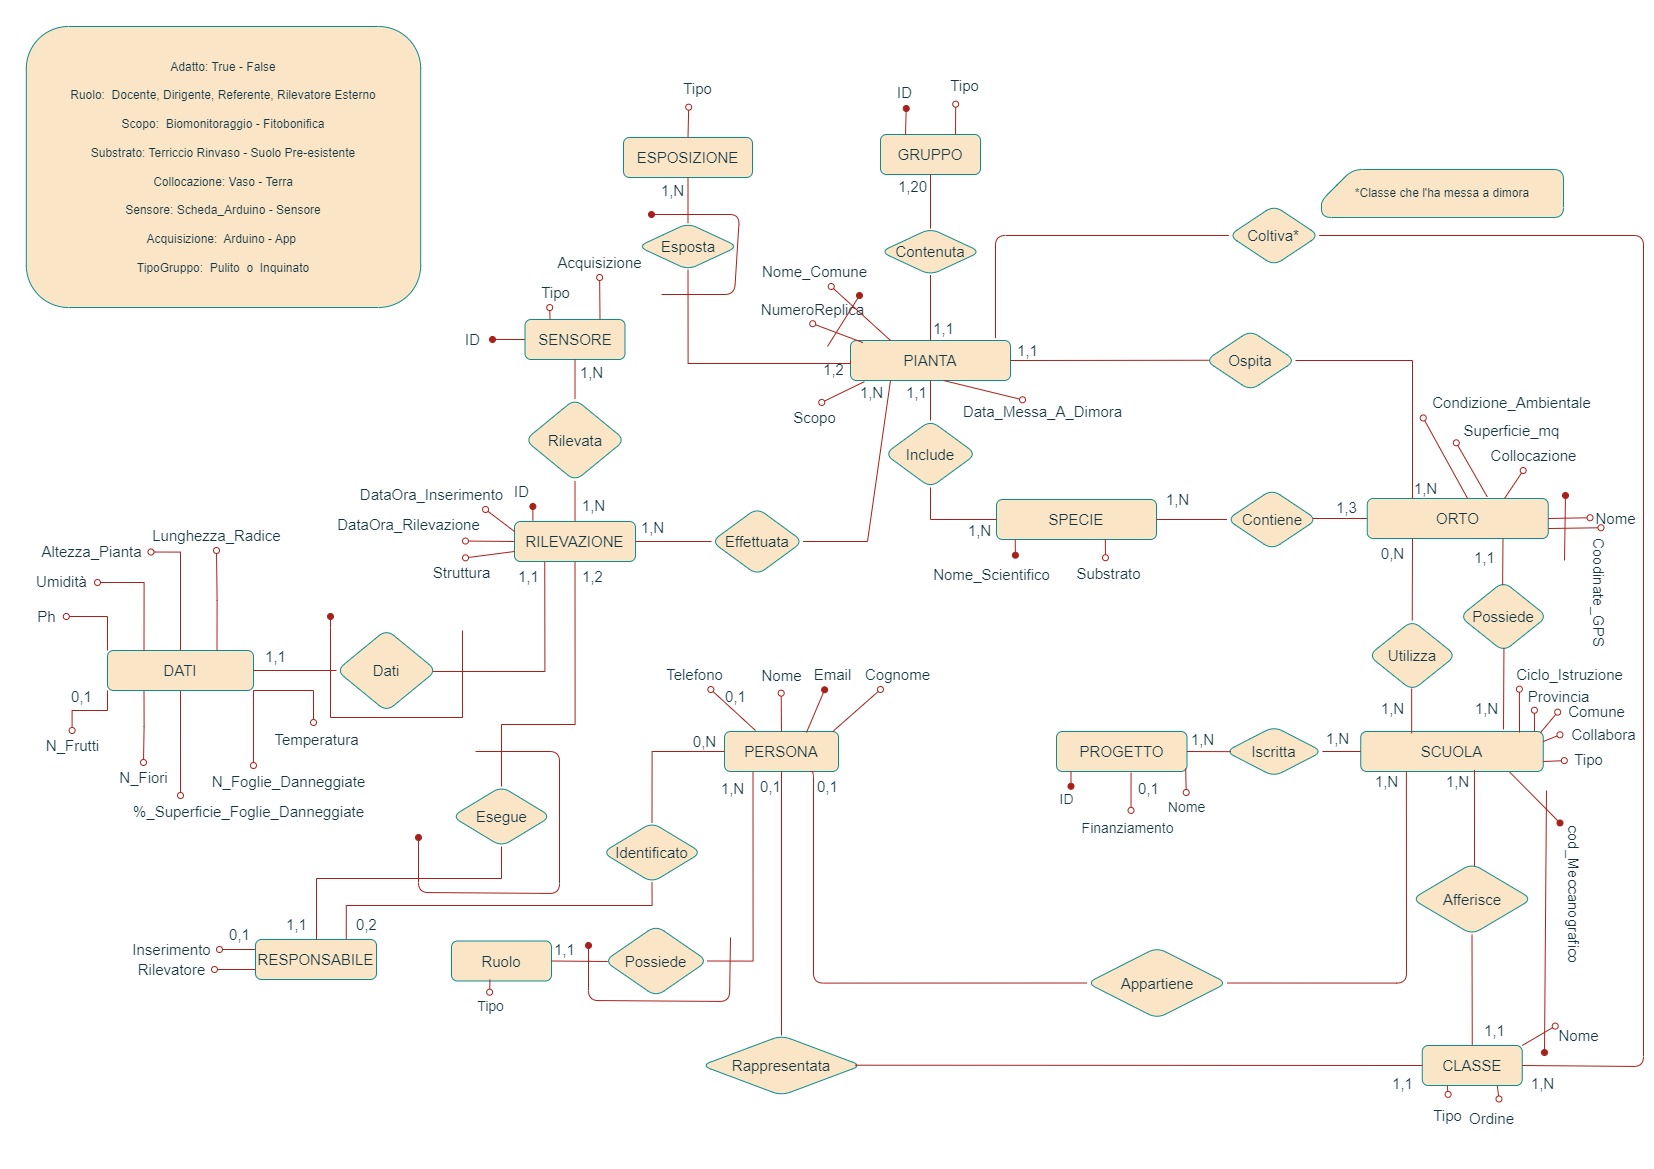 Adatto: True - False
Ruolo:  Docente, Dirigente, Referente, Rilevatore Esterno
Scopo:  Biomonitoraggio - Fitobonifica
Substrato: Terriccio Rinvaso - Suolo Pre-esistente
Collocazione: Vaso - Terra
Sensore: Scheda_Arduino - Sensore
Acquisizione:  Arduino - App
TipoGruppo:  Pulito  o  Inquinato
Tipo
ESPOSIZIONE
1,N
Esposta
ID
Tipo
GRUPPO
1,20
Contenuta
1,1
*Classe che l'ha messa a dimora
Coltiva*
Acquisizione
Tipo
ID
SENSORE
1,N
Rilevata
1,N
Nome_Comune
NumeroReplica
PIANTA
1,1
1,2
1,N
1,1
Scopo
Data_Messa_A_Dimora
Ospita
Include
Condizione_Ambientale
Superficie_mq
Collocazione
1,N
1,N
SPECIE
1,N
Contiene
1,3
ORTO
Nome
Coodinate_GPS
Nome_Scientifico
Substrato
0,N
1,1
DataOra_Inserimento
ID
DataOra_Rilevazione
RILEVAZIONE
1,N
Effettuata
Struttura
1,1
1,2
Lunghezza_Radice
Altezza_Pianta
Umidità
Ph
DATI
1,1
Dati
0,1
N_Frutti
N_Fiori
Temperatura
N_Foglie_Danneggiate
%_Superficie_Foglie_Danneggiate
Possiede
Utilizza
1,N
1,N
Ciclo_Istruzione
Provincia
Comune
Collabora
Tipo
Telefono
0,1
Nome
Email
Cognome
0,N
PERSONA
1,N
0,1
0,1
PROGETTO
1,N
Iscritta
1,N
SCUOLA
ID
0,1
Nome
Finanziamento
1,N
1,N
cod_Meccanografico
Esegue
Identificato
Afferisce
1,1
0,2
0,1
Inserimento
Rilevatore
RESPONSABILE
Ruolo
1,1
Possiede
Tipo
Appartiene
1,1
Nome
Rappresentata
CLASSE
1,1
1,N
Tipo
Ordine